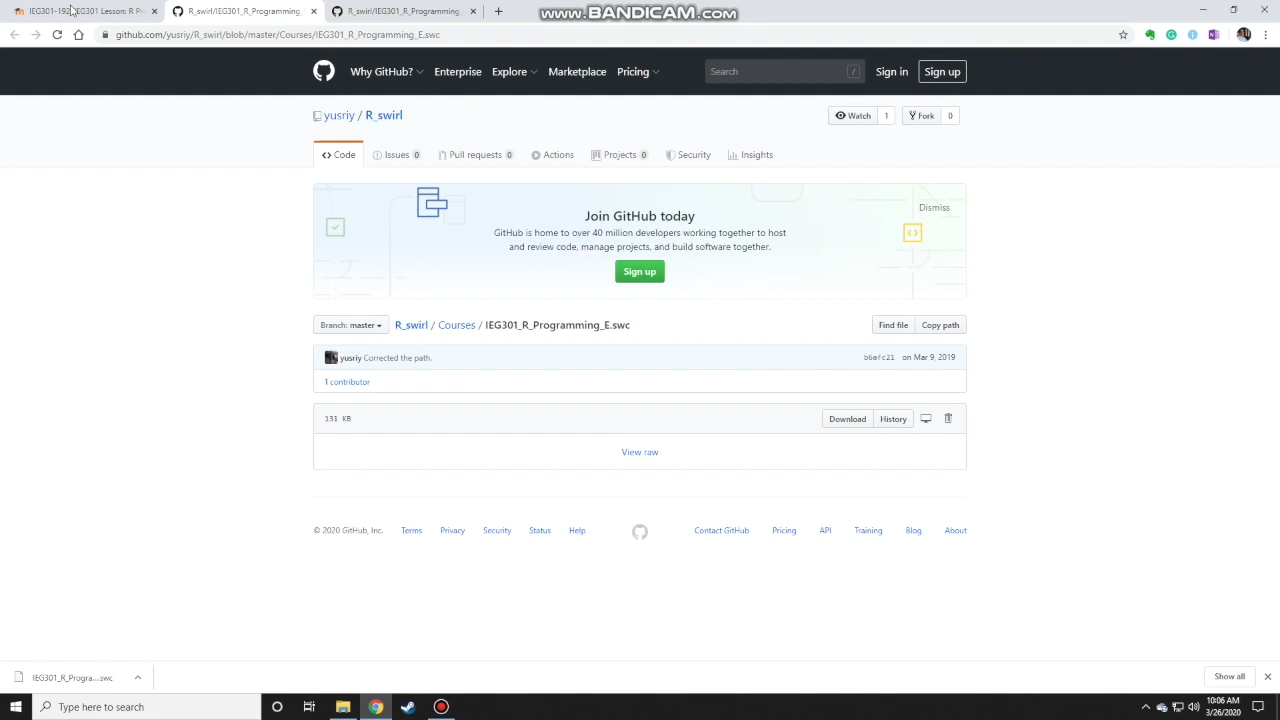 IEG301-192
IEG301 Lesson: R Pr
R_swirl/IEG301_R_Programming_
R_swirl/IEG301_R_Programming_
www.BANDICAM.com
github.com/yusriy/R_swirl/blob/master/Courses/IEG301_R_Programming_E.swc
Why GitHub? Enterprise Explore Marketplace Pricing Search / Sign in Sign up
yusriy / R_swirl Watch 1 Fork 0
Code Issues 0 Pull requests 0 Actions Projects 0 Security Insights
Join GitHub today
Dismiss
GitHub is home to over 40 million developers working together to host
and review code, manage projects, and build software together.
Sign up
Branch: master R_swirl / Courses / IEG301_R_Programming_E.swc Find file Copy path
yusriy Corrected the path. b6afc21 on Mar 9, 2019
1 contributor
131 KB Download History
View raw
© 2020 GitHub, Inc. Terms Privacy Security Status Help Contact GitHub Pricing API Training Blog About
IEG301_R_Progra....swc Show all
Type here to search
10:06 AM
3/26/2020